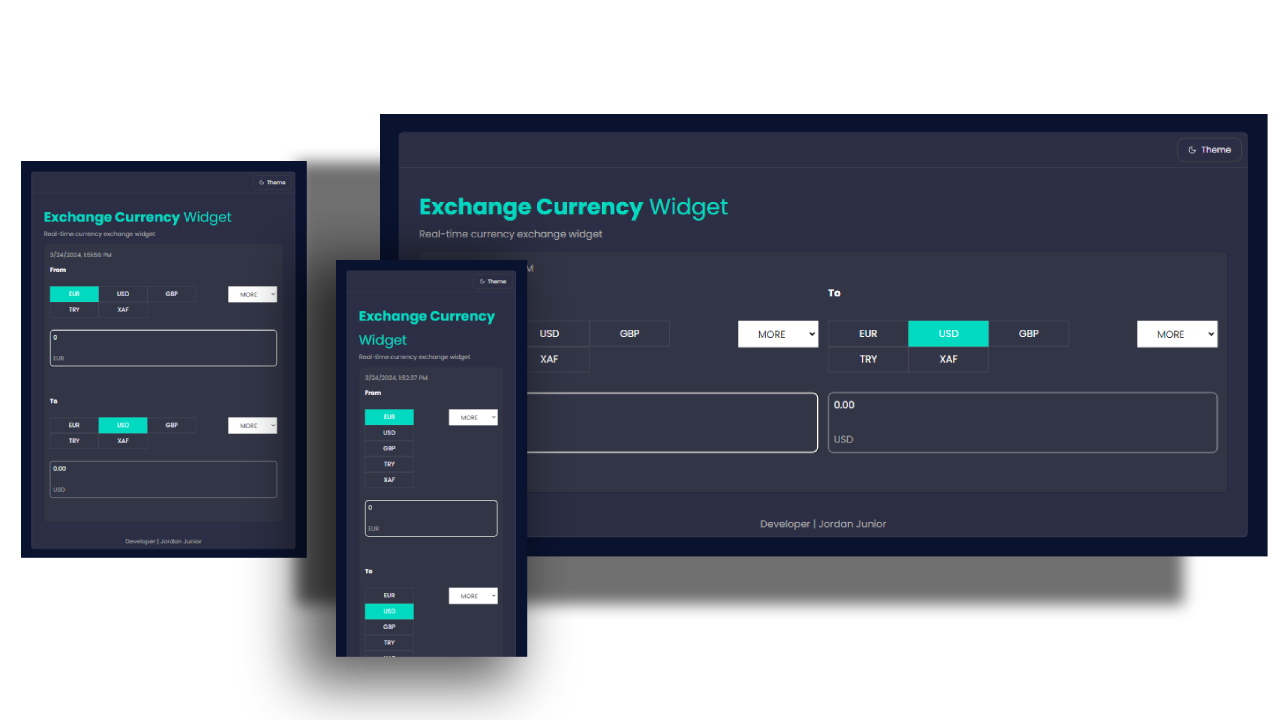 Theme
Exchange Currency Widget
Real-time currency exchange widget
3/24/2024, 1:51:56 PM
From
EUR USD GBP MORE
TRY XAF
0
EUR
To
EUR USD GBP MORE
TRY XAF
0.00
USD
Developer | Jordan Junior
Theme
Exchange Currency
Widget
Real-time currency exchange widget
3/24/2024, 1:52:37 PM
From
EUR MORE
USD
GBP
TRY
XAF
0
EUR
To
EUR MORE
USD
GBP
TRY
Theme
Exchange Currency Widget
Real-time currency exchange widget
To
USD GBP MORE EUR USD GBP MORE
XAF TRY XAF
0.00
USD
Developer | Jordan Junior